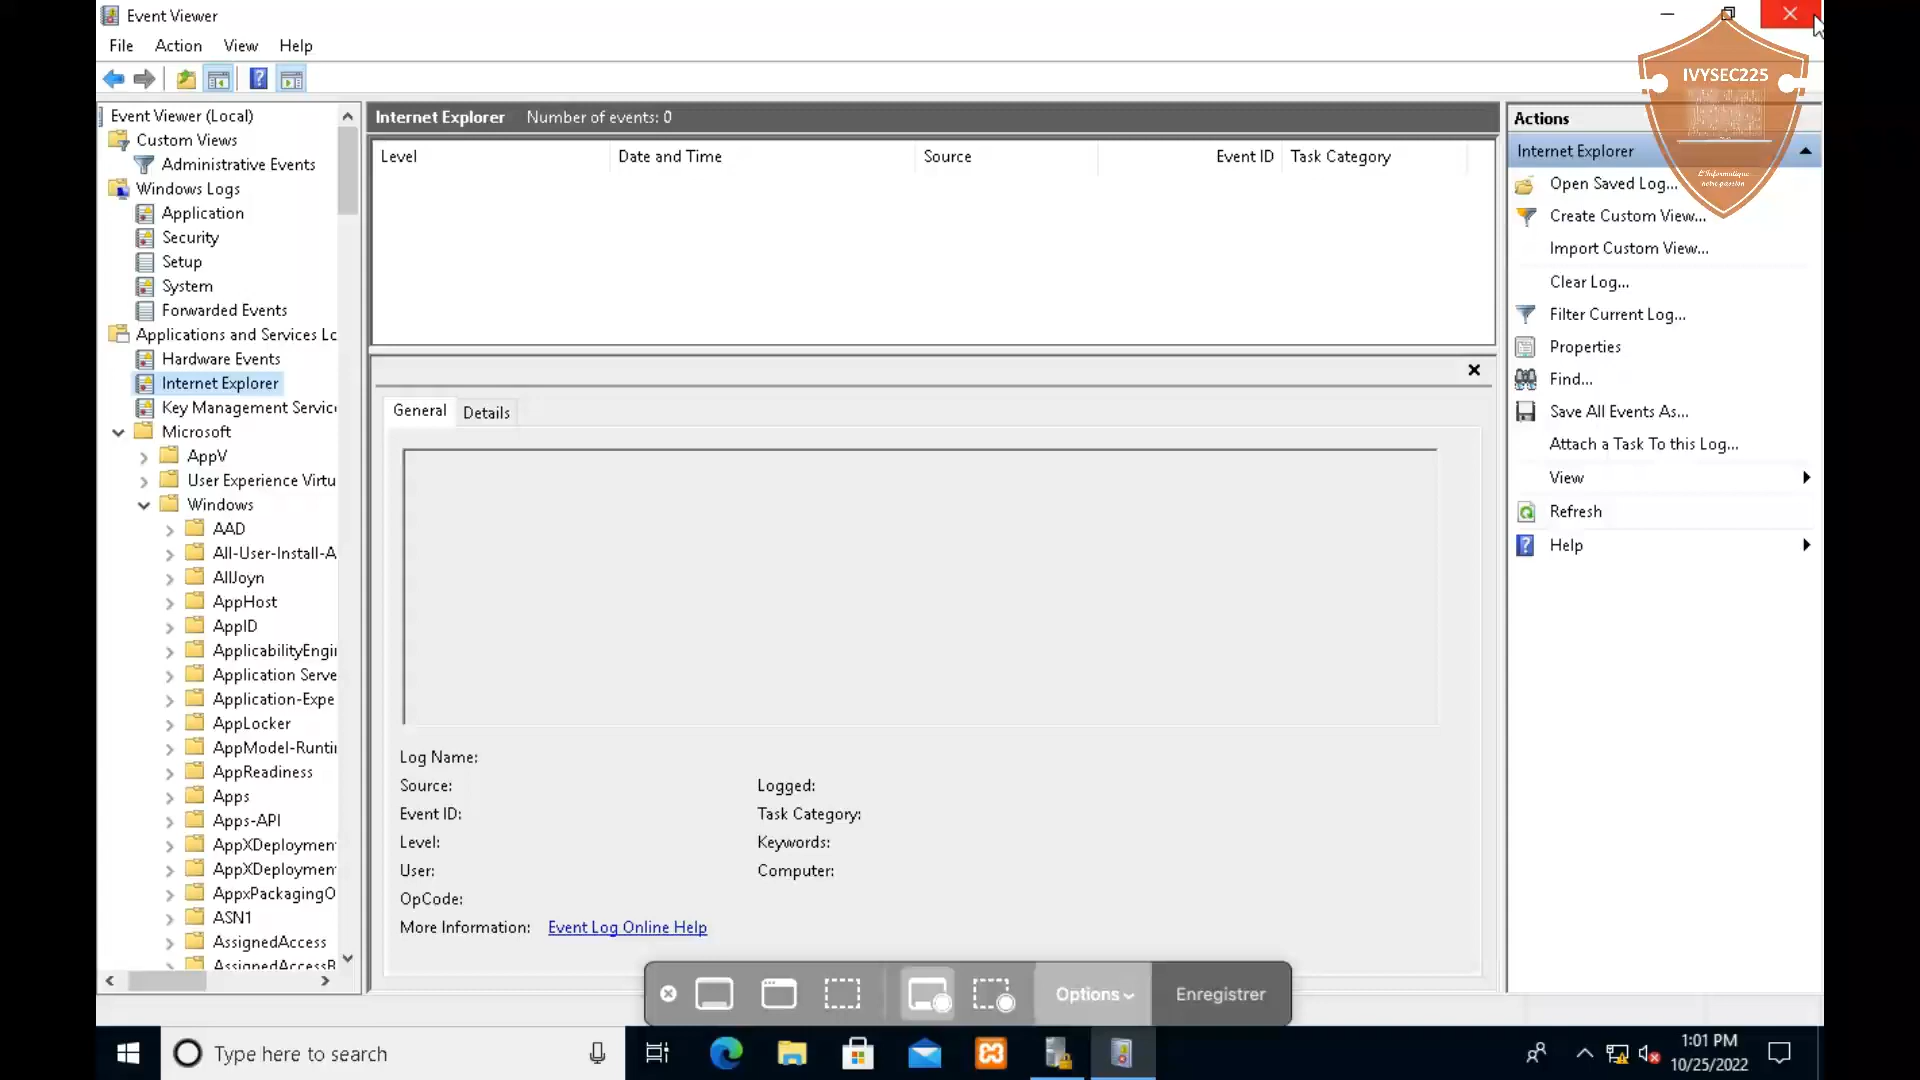 Event Viewer
File Action View Help
Event Viewer (Local)
Custom Views
Administrative Events
Windows Logs
Application
Security
Setup
System
Forwarded Events
Applications and Services Lo
Hardware Events
Internet Explorer
Key Management Servic
Microsoft
AppV
User Experience Virtu
Windows
AAD
All-User-Install-A
AllJoyn
AppHost
AppID
ApplicabilityEngin
Application Serve
Application-Expe
AppLocker
AppModel-Runtin
AppReadiness
Apps
Apps-API
AppXDeploymen
AppXDeploymen
AppxPackagingO
ASN1
AssignedAccess
AssignedAccessB
Internet Explorer Number of events: 0
Level Date and Time Source Event ID Task Category
General Details
Log Name:
Source: Logged:
Event ID: Task Category:
Level: Keywords:
User: Computer:
OpCode:
More Information: Event Log Online Help
Actions
Internet Explorer
Open Saved Log...
Create Custom View...
Import Custom View...
Clear Log...
Filter Current Log...
Properties
Find...
Save All Events As...
Attach a Task To this Log...
View
Refresh
Help
IVYSEC225
L'Informatique
notre passion
Options
Enregistrer
Type here to search
1:01 PM
10/25/2022